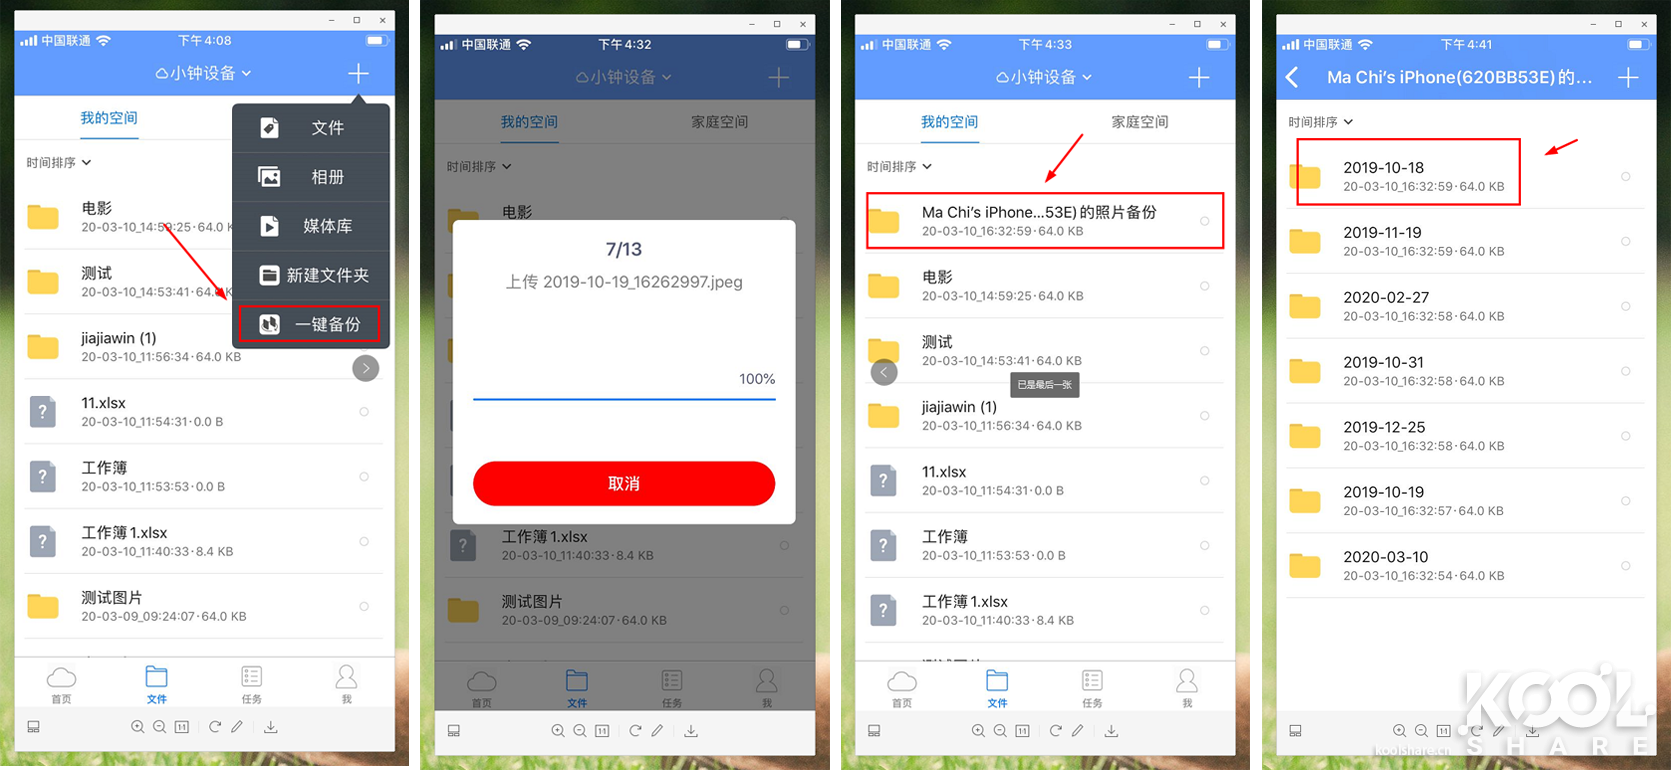 中国联通
下午4:08
小钟设备
我的空间
时间排序
文件
相册
媒体库
新建文件夹
一键备份
电影
20-03-10_14:59:25·64.0 K
测试
20-03-10_14:53:41·64.0 K
jiajiawin (1)
20-03-10_11:56:34·64.0 KB
11.xlsx
20-03-10_11:54:31·0.0 B
工作簿
20-03-10_11:53:53·0.0 B
工作簿1.xlsx
20-03-10_11:40:33·8.4 KB
测试图片
20-03-09_09:24:07·64.0 KB
首页
文件
任务
我
中国联通
下午4:32
小钟设备
我的空间
家庭空间
时间排序
电影
7/13
上传 2019-10-19_16262997.jpeg
100%
取消
工作簿1.xlsx
20-03-10_11:40:33·8.4 KB
测试图片
20-03-09_09:24:07·64.0 KB
首页
文件
任务
我
中国联通
下午4:33
小钟设备
我的空间
家庭空间
时间排序
Ma Chi’s iPhone...53E)的照片备份
20-03-10_16:32:59·64.0 KB
电影
20-03-10_14:59:25·64.0 KB
测试
20-03-10_14:53:41·64.0 KB
已是最后一张
jiajiawin (1)
20-03-10_11:56:34·64.0 KB
11.xlsx
20-03-10_11:54:31·0.0 B
工作簿
20-03-10_11:53:53·0.0 B
工作簿1.xlsx
20-03-10_11:40:33·8.4 KB
首页
文件
任务
我
中国联通
下午4:41
Ma Chi’s iPhone(620BB53E)的...
时间排序
2019-10-18
20-03-10_16:32:59·64.0 KB
2019-11-19
20-03-10_16:32:59·64.0 KB
2020-02-27
20-03-10_16:32:58·64.0 KB
2019-10-31
20-03-10_16:32:58·64.0 KB
2019-12-25
20-03-10_16:32:58·64.0 KB
2019-10-19
20-03-10_16:32:57·64.0 KB
2020-03-10
20-03-10_16:32:54·64.0 KB
KOOL
SHARE
koolshare.cn